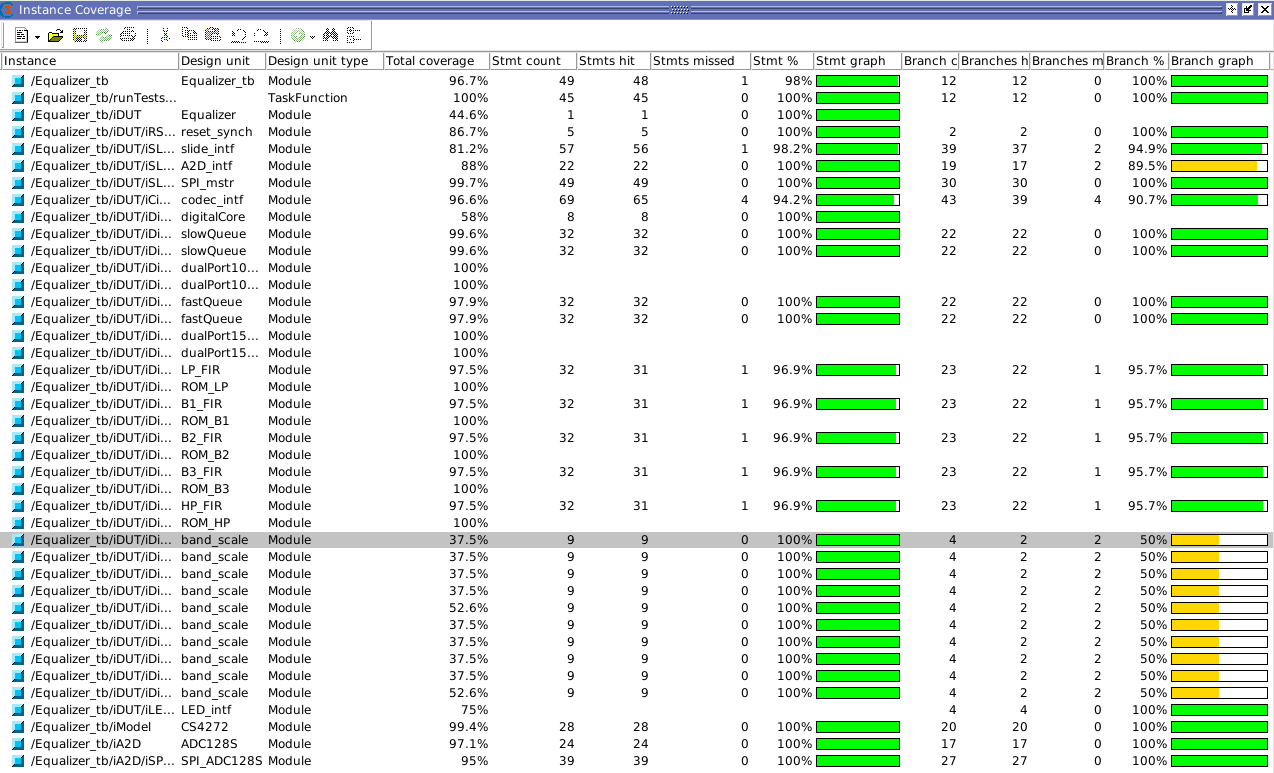 Instance Coverage
Instance Design unit Design unit type Total coverage Stmt count Stmts hit Stmts missed Stmt % Stmt graph Branch c Branches h Branches m Branch % Branch graph
/Equalizer_tb Equalizer_tb Module 96.7% 49 48 1 98% 12 12 0 100%
/Equalizer_tb/runTests... TaskFunction 100% 45 45 0 100% 12 12 0 100%
/Equalizer_tb/iDUT Equalizer Module 44.6% 1 1 0 100%
/Equalizer_tb/iDUT/iRS... reset_synch Module 86.7% 5 5 0 100% 2 2 0 100%
/Equalizer_tb/iDUT/iSL... slide_intf Module 81.2% 57 56 1 98.2% 39 37 2 94.9%
/Equalizer_tb/iDUT/iSL... A2D_intf Module 88% 22 22 0 100% 19 17 2 89.5%
/Equalizer_tb/iDUT/iSL... SPI_mstr Module 99.7% 49 49 0 100% 30 30 0 100%
/Equalizer_tb/iDUT/iCi... codec_intf Module 96.6% 69 65 4 94.2% 43 39 4 90.7%
/Equalizer_tb/iDUT/iDi... digitalCore Module 58% 8 8 0 100%
/Equalizer_tb/iDUT/iDi... slowQueue Module 99.6% 32 32 0 100% 22 22 0 100%
/Equalizer_tb/iDUT/iDi... slowQueue Module 99.6% 32 32 0 100% 22 22 0 100%
/Equalizer_tb/iDUT/iDi... dualPort10... Module 100%
/Equalizer_tb/iDUT/iDi... dualPort10... Module 100%
/Equalizer_tb/iDUT/iDi... fastQueue Module 97.9% 32 32 0 100% 22 22 0 100%
/Equalizer_tb/iDUT/iDi... fastQueue Module 97.9% 32 32 0 100% 22 22 0 100%
/Equalizer_tb/iDUT/iDi... dualPort15... Module 100%
/Equalizer_tb/iDUT/iDi... dualPort15... Module 100%
/Equalizer_tb/iDUT/iDi... LP_FIR Module 97.5% 32 31 1 96.9% 23 22 1 95.7%
/Equalizer_tb/iDUT/iDi... ROM_LP Module 100%
/Equalizer_tb/iDUT/iDi... B1_FIR Module 97.5% 32 31 1 96.9% 23 22 1 95.7%
/Equalizer_tb/iDUT/iDi... ROM_B1 Module 100%
/Equalizer_tb/iDUT/iDi... B2_FIR Module 97.5% 32 31 1 96.9% 23 22 1 95.7%
/Equalizer_tb/iDUT/iDi... ROM_B2 Module 100%
/Equalizer_tb/iDUT/iDi... B3_FIR Module 97.5% 32 31 1 96.9% 23 22 1 95.7%
/Equalizer_tb/iDUT/iDi... ROM_B3 Module 100%
/Equalizer_tb/iDUT/iDi... HP_FIR Module 97.5% 32 31 1 96.9% 23 22 1 95.7%
/Equalizer_tb/iDUT/iDi... ROM_HP Module 100%
/Equalizer_tb/iDUT/iDi... band_scale Module 37.5% 9 9 0 100% 4 2 2 50%
/Equalizer_tb/iDUT/iDi... band_scale Module 37.5% 9 9 0 100% 4 2 2 50%
/Equalizer_tb/iDUT/iDi... band_scale Module 37.5% 9 9 0 100% 4 2 2 50%
/Equalizer_tb/iDUT/iDi... band_scale Module 37.5% 9 9 0 100% 4 2 2 50%
/Equalizer_tb/iDUT/iDi... band_scale Module 52.6% 9 9 0 100% 4 2 2 50%
/Equalizer_tb/iDUT/iDi... band_scale Module 37.5% 9 9 0 100% 4 2 2 50%
/Equalizer_tb/iDUT/iDi... band_scale Module 37.5% 9 9 0 100% 4 2 2 50%
/Equalizer_tb/iDUT/iDi... band_scale Module 37.5% 9 9 0 100% 4 2 2 50%
/Equalizer_tb/iDUT/iDi... band_scale Module 37.5% 9 9 0 100% 4 2 2 50%
/Equalizer_tb/iDUT/iDi... band_scale Module 52.6% 9 9 0 100% 4 2 2 50%
/Equalizer_tb/iDUT/iLE... LED_intf Module 75% 4 4 0 100%
/Equalizer_tb/iModel CS4272 Module 99.4% 28 28 0 100% 20 20 0 100%
/Equalizer_tb/iA2D ADC128S Module 97.1% 24 24 0 100% 17 17 0 100%
/Equalizer_tb/iA2D/iSP... SPI_ADC128S Module 95% 39 39 0 100% 27 27 0 100%